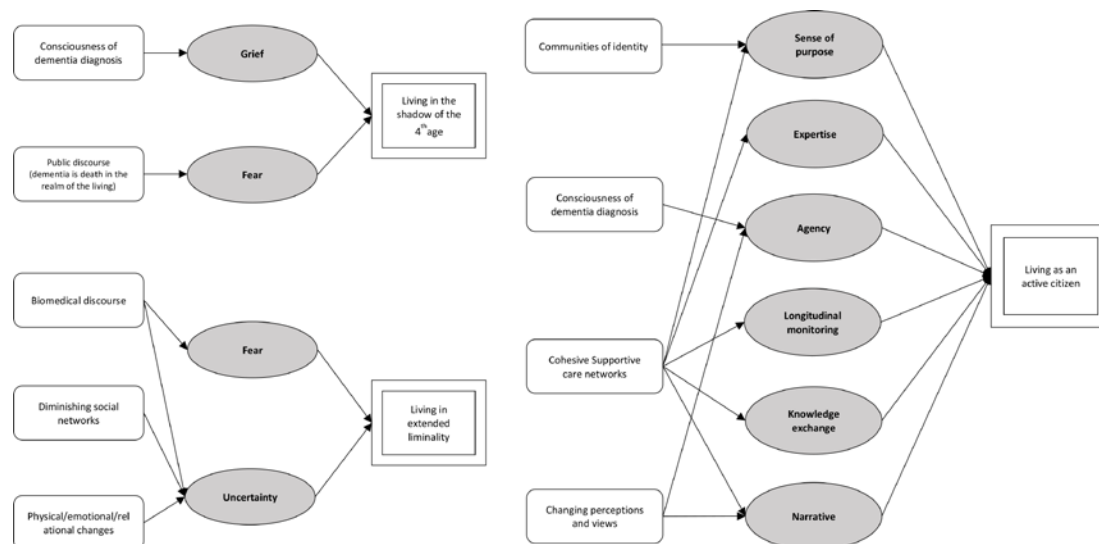 Consciousness of
dementia diagnosis
Grief
Living in the
shadow of the
4th age
Public discourse
(dementia is death in the
realm of the living)
Fear
Biomedical discourse
Fear
Diminishing social
networks
Living in
extended
liminality
Uncertainty
Physical/emotional/rel
ational changes
Communities of identity
Sense of
purpose
Expertise
Consciousness of
dementia diagnosis
Agency
Living as an
active citizen
Longitudinal
monitoring
Cohesive Supportive
care networks
Knowledge
exchange
Changing perceptions
and views
Narrative